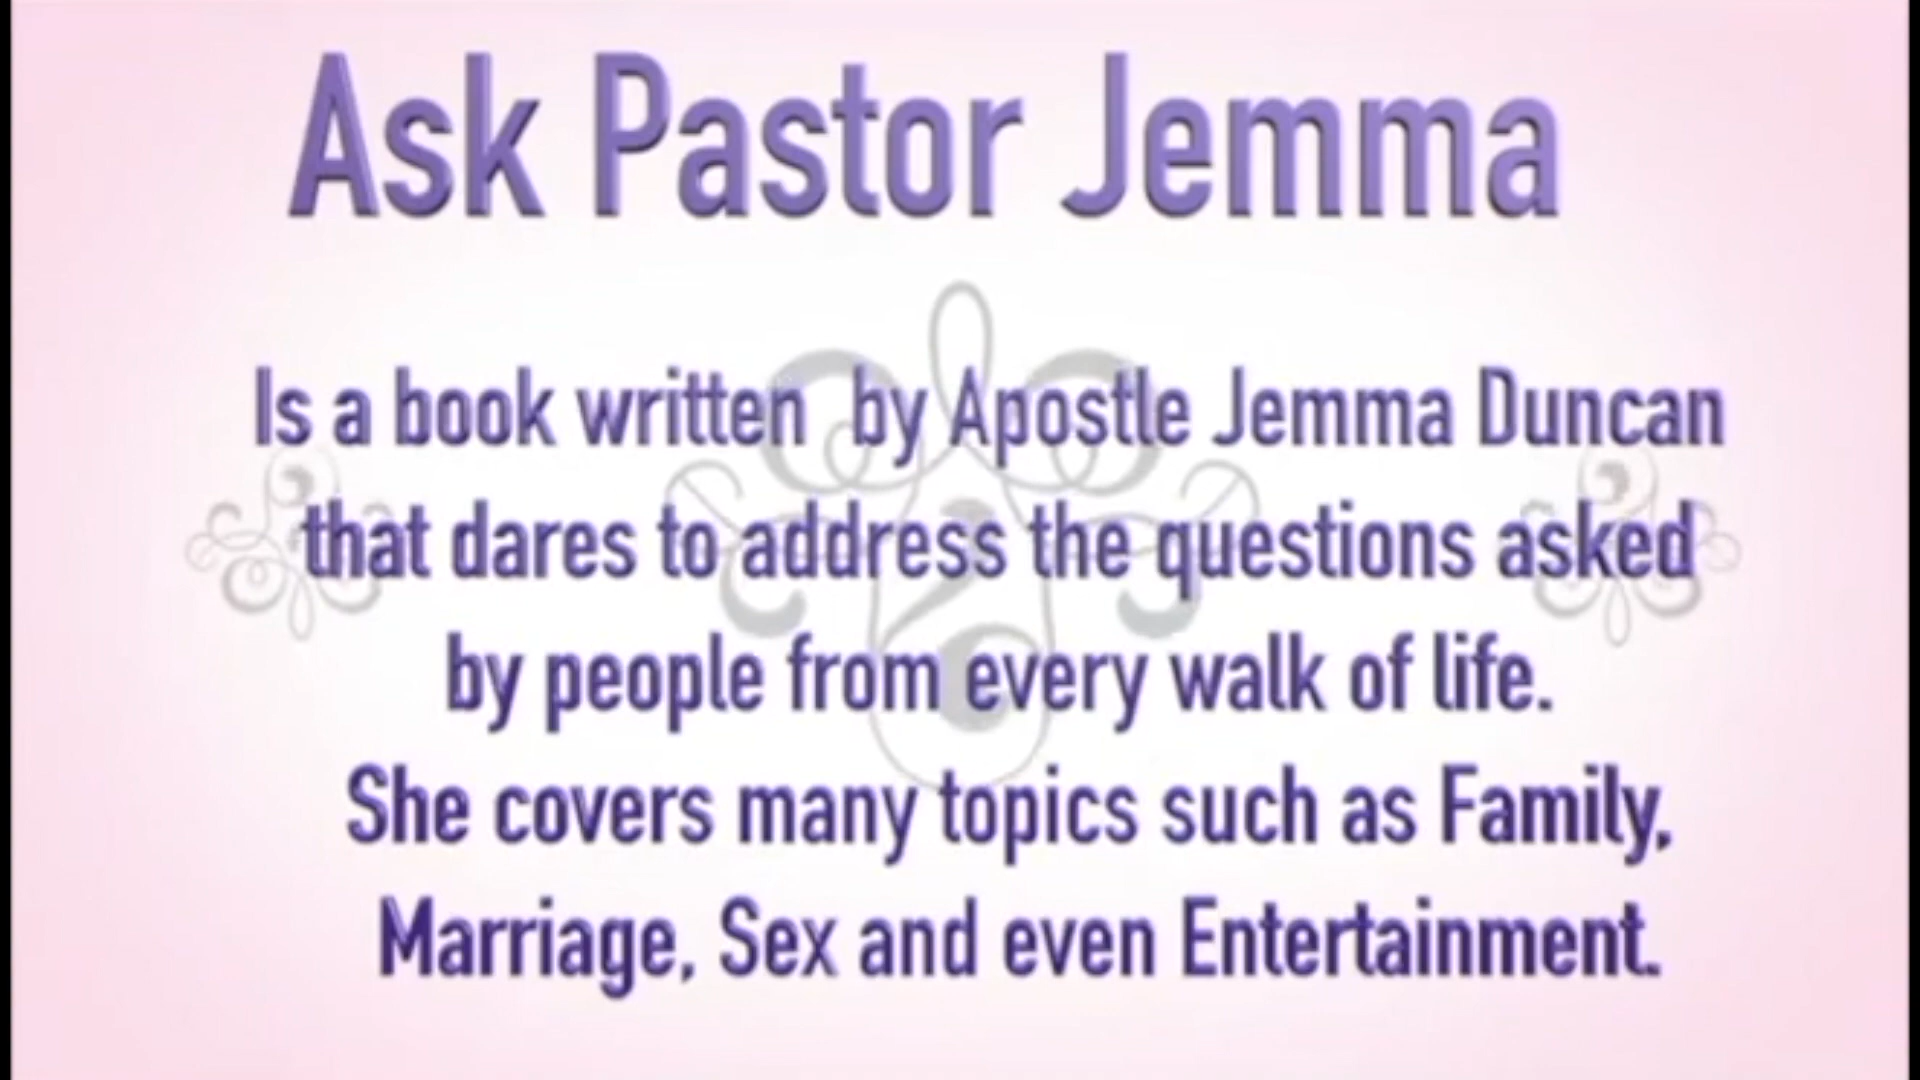 Ask Pastor Jemma
Is a book written by Apostle Jemma Duncan
that dares to address the questions asked
by people from every walk of life.
She covers many topics such as Family,
Marriage, Sex and even Entertainment.